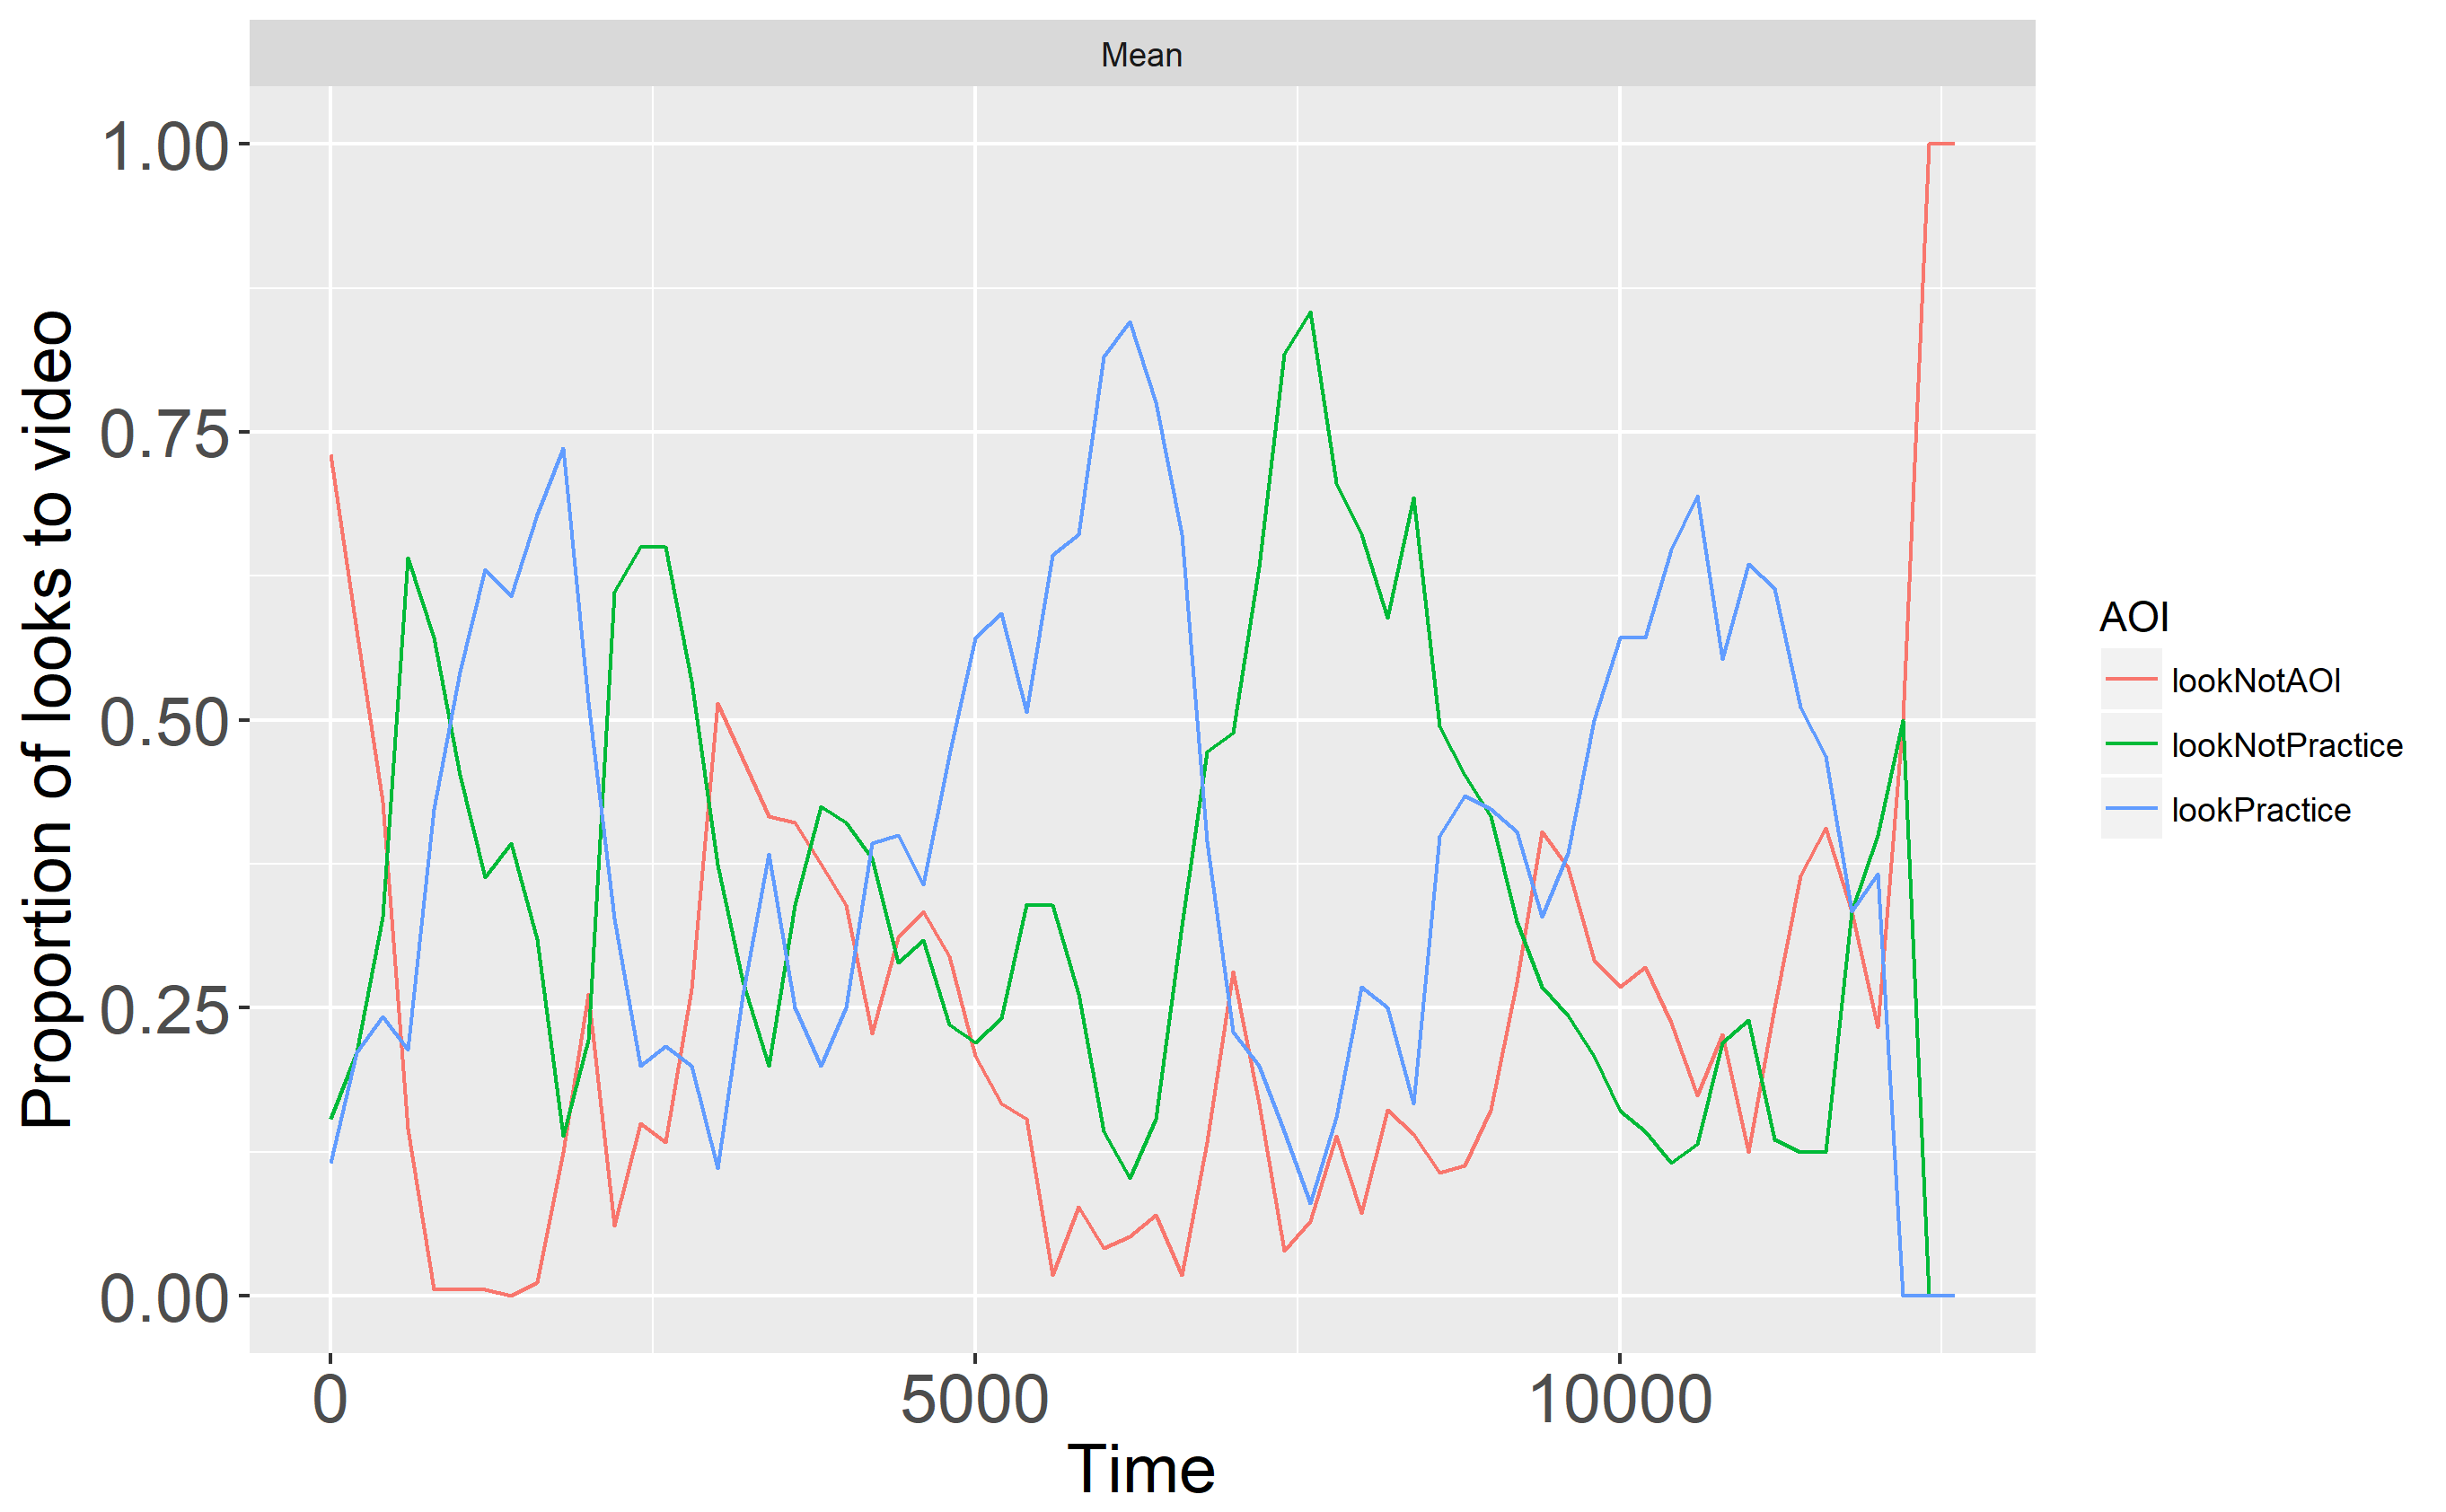 Mean
1.00
0.75
0.50
0.25
0.00
Proportion of looks to video
0
5000
10000
Time
AOI
lookNotAOI
lookNotPractice
lookPractice